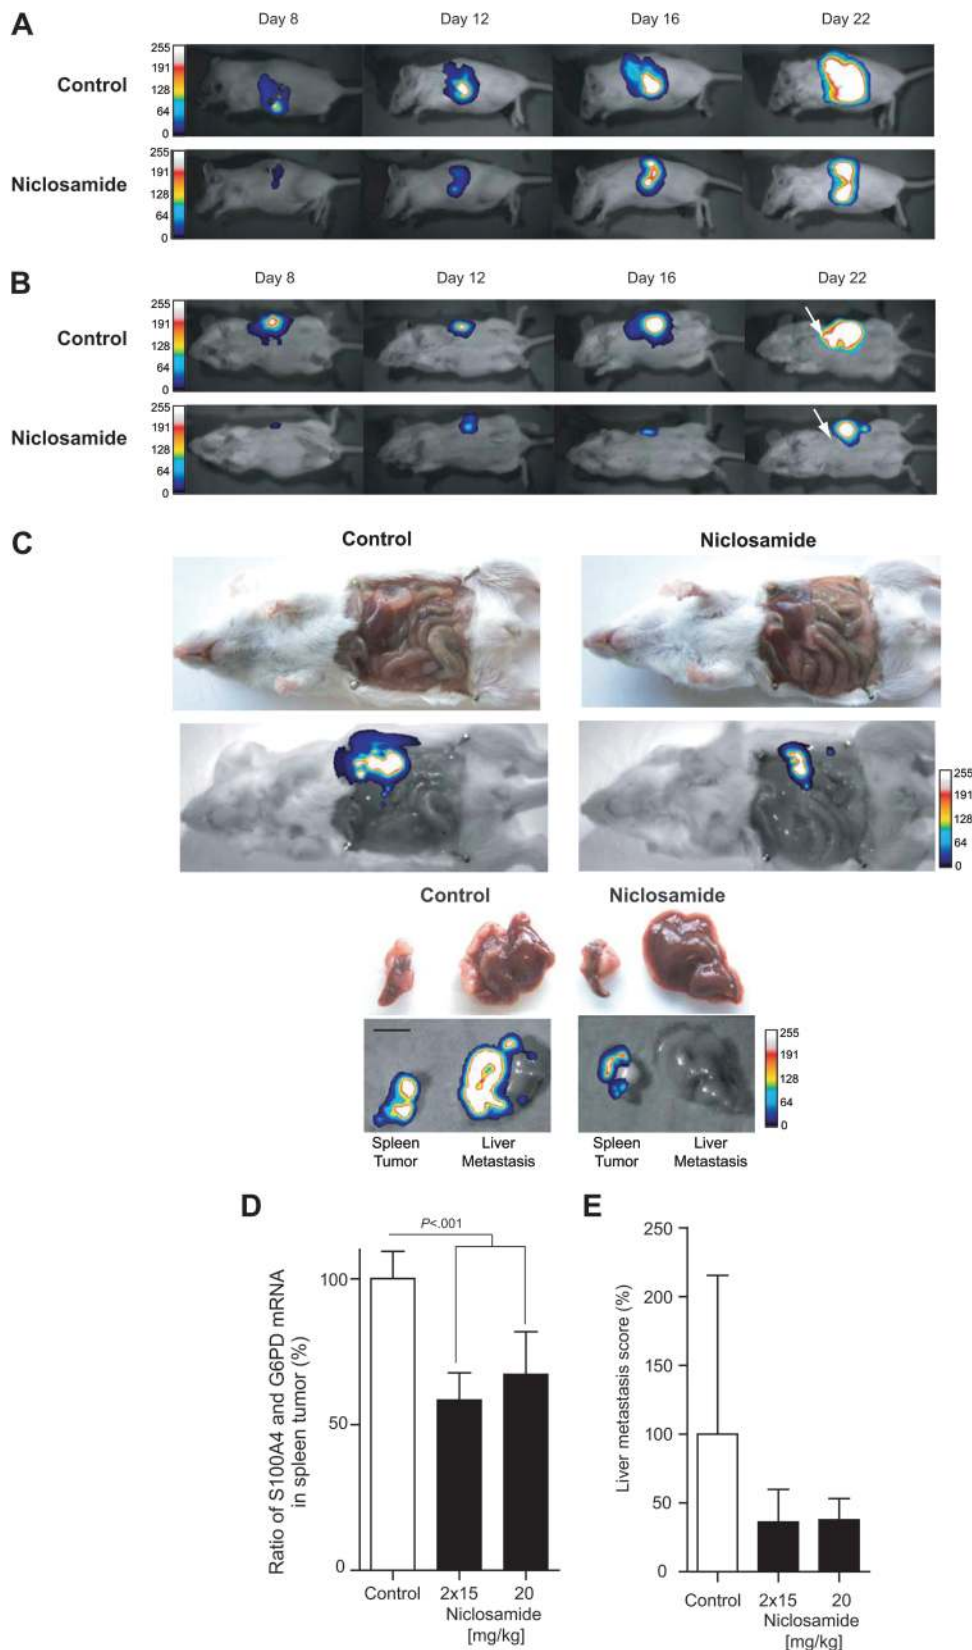 A
Day 8
Day 12
Day 16
Day 22
Control
255
191
128
64
0
Niclosamide
255
191
128
64
0
B
Day 8
Day 12
Day 16
Day 22
Control
255
191
128
64
0
Niclosamide
255
191
128
64
0
C
Control
Niclosamide
255
191
128
64
0
Control
Niclosamide
255
191
128
64
0
Spleen Tumor
Liver Metastasis
Spleen Tumor
Liver Metastasis
D
P<.001
Ratio of S100A4 and G6PD mRNA
in spleen tumor (%)
100
50
0
Control
2x15
20
Niclosamide
[mg/kg]
E
Liver metastasis score (%)
250
200
150
100
50
0
Control
2x15
20
Niclosamide
[mg/kg]